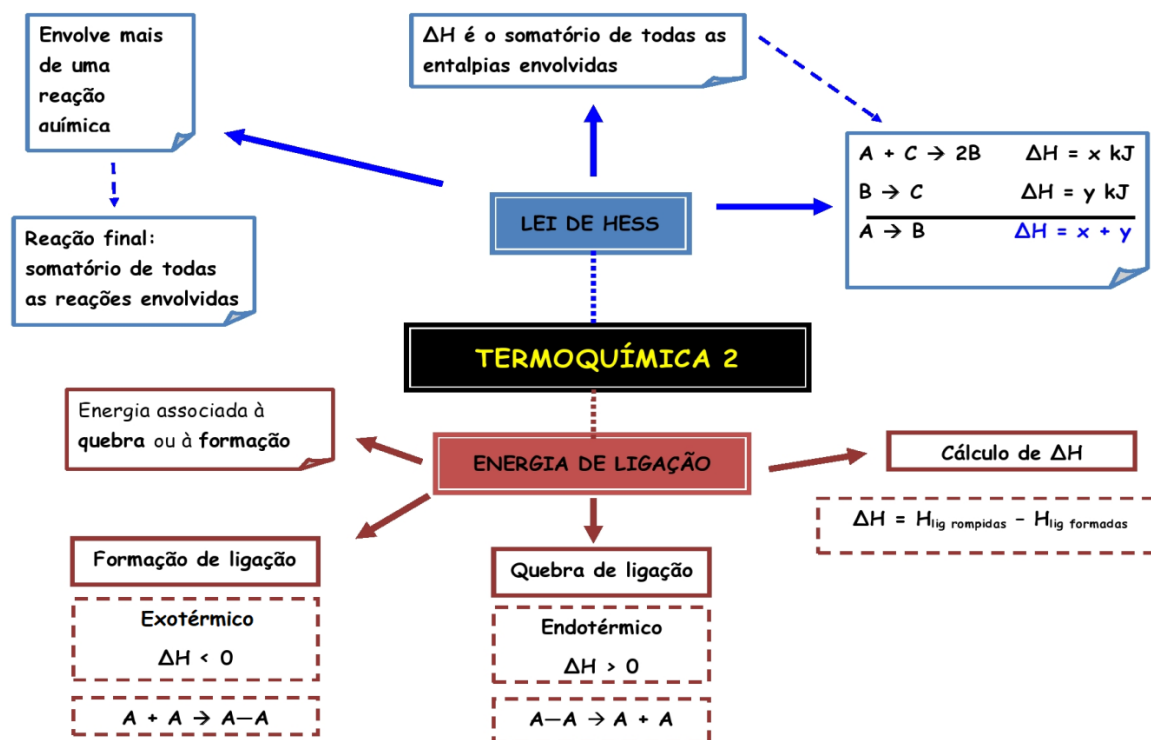 Envolve mais
de uma
reação
auímica
ΔH é o somatório de todas as
entalpias envolvidas
A + C → 2B ΔH = x kJ
B → C ΔH = y kJ
A → B ΔH = x + y
LEI DE HESS
Reação final:
somatório de todas
as reações envolvidas
TERMOQUÍMICA 2
Energia associada à
quebra ou à formação
ENERGIA DE LIGAÇÃO
Cálculo de ΔH
ΔH = Hlig rompidas – Hlig formadas
Formação de ligação
Exotérmico
ΔH < 0
A + A → A—A
Quebra de ligação
Endotérmico
ΔH > 0
A—A → A + A